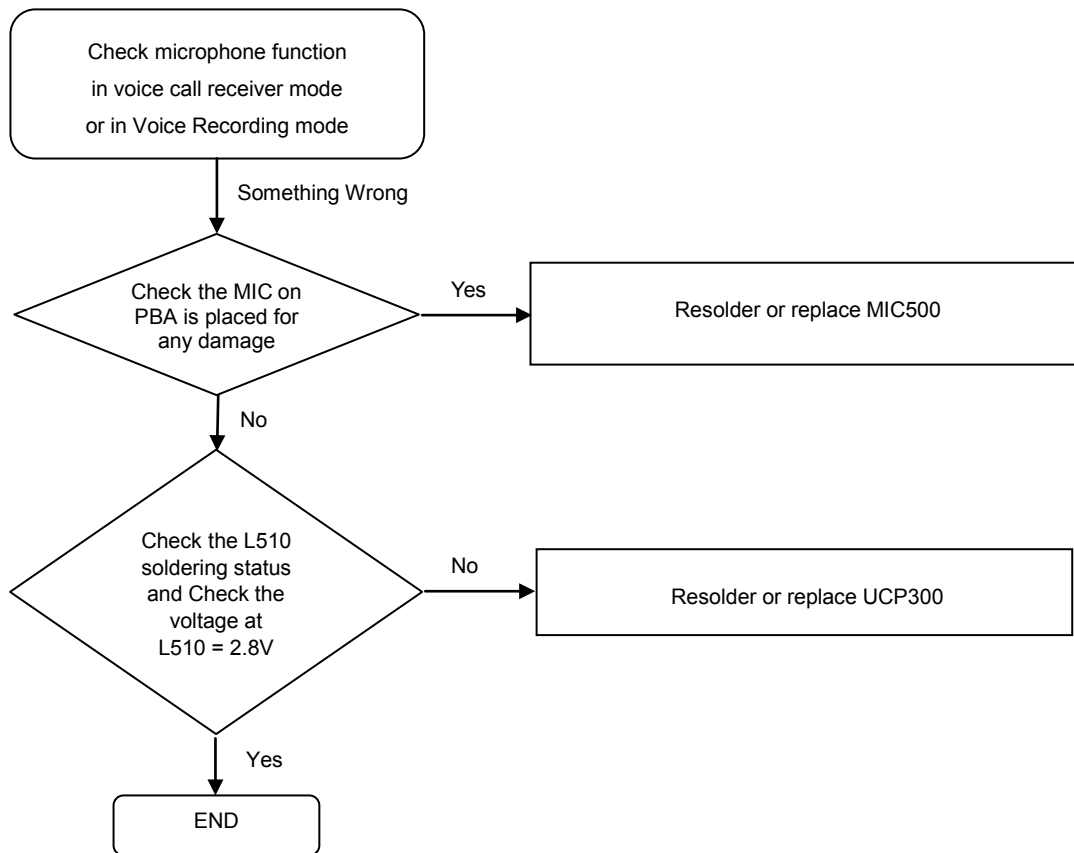 Check microphone function
in voice call receiver mode
or in Voice Recording mode
Something Wrong
Check the MIC on
PBA is placed for
any damage
Yes
Resolder or replace MIC500
No
Check the L510
soldering status
and Check the
voltage at
L510 = 2.8V
No
Resolder or replace UCP300
Yes
END